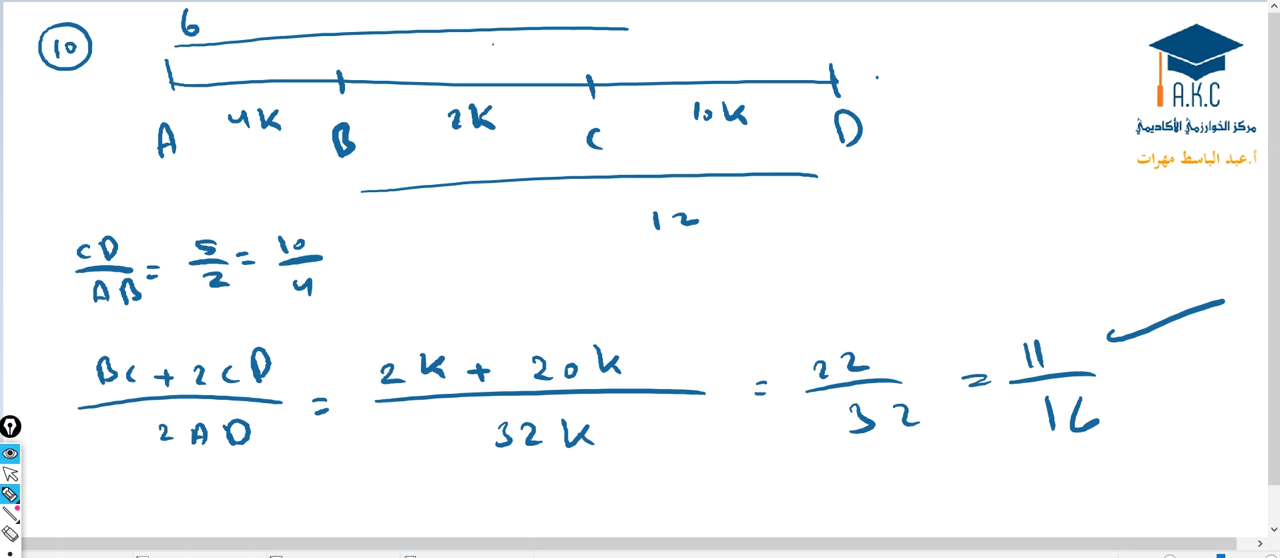 10
6
4K 2K 10K
A B C D
12
CD/AB = 5/2 = 10/4
BC + 2CD / 2AD = 2K + 20K / 32K = 22/32 = 11/16
A.K.C
مركز الخوارزمي الأكاديمي
أ.عبد الباسط مهرات